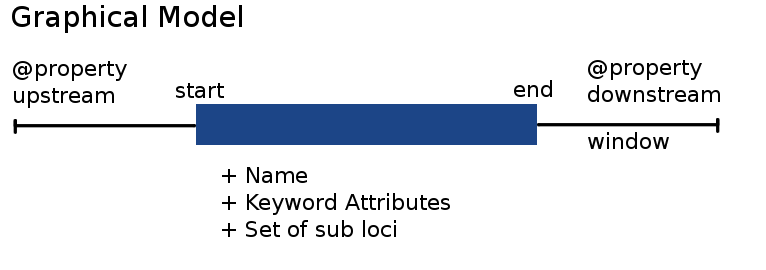 Graphical Model
@property
upstream
start
end
@property
downstream
window
+ Name
+ Keyword Attributes
+ Set of sub loci